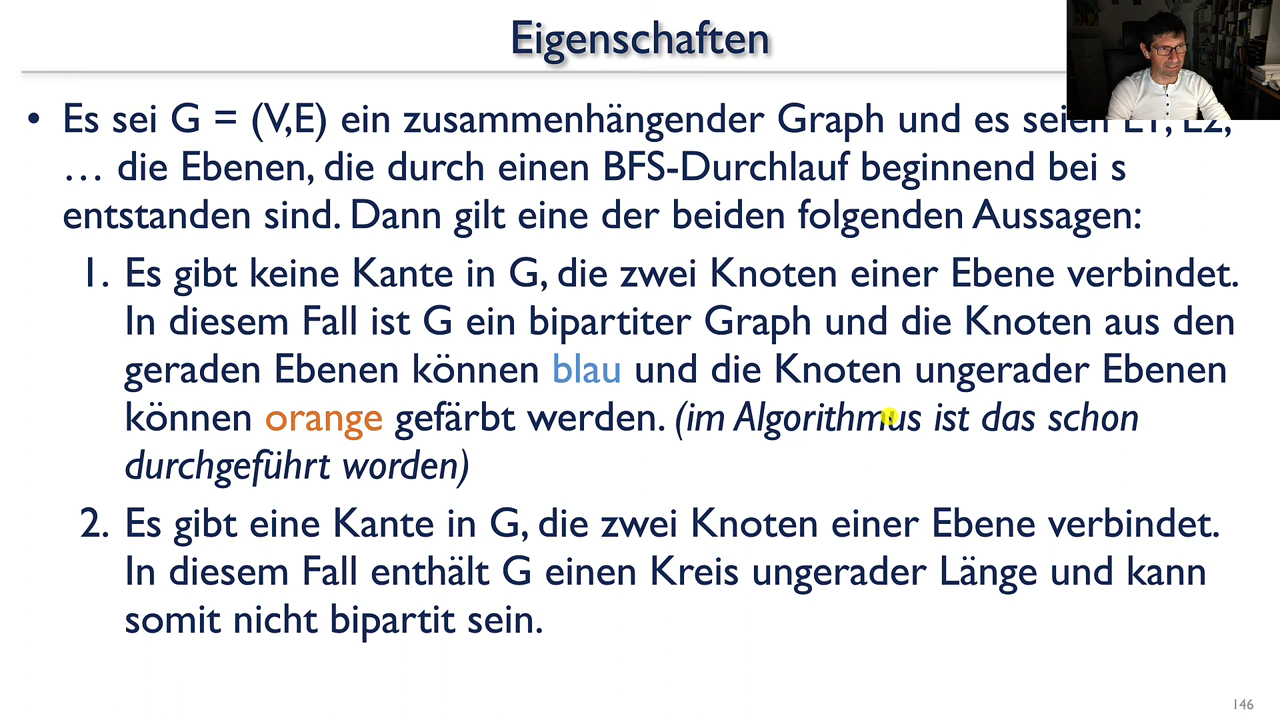 Eigenschaften
• Es sei G = (V,E) ein zusammenhängender Graph und es seien L1, L2,
… die Ebenen, die durch einen BFS-Durchlauf beginnend bei s
entstanden sind. Dann gilt eine der beiden folgenden Aussagen:
1. Es gibt keine Kante in G, die zwei Knoten einer Ebene verbindet.
In diesem Fall ist G ein bipartiter Graph und die Knoten aus den
geraden Ebenen können blau und die Knoten ungerader Ebenen
können orange gefärbt werden. (im Algorithmus ist das schon
durchgeführt worden)
2. Es gibt eine Kante in G, die zwei Knoten einer Ebene verbindet.
In diesem Fall enthält G einen Kreis ungerader Länge und kann
somit nicht bipartit sein.
146